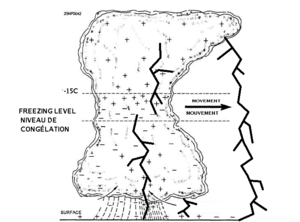 -15C
MOVEMENT
MOUVEMENT
FREEZING LEVEL
NIVEAU DE
CONGÉLATION
SURFACE